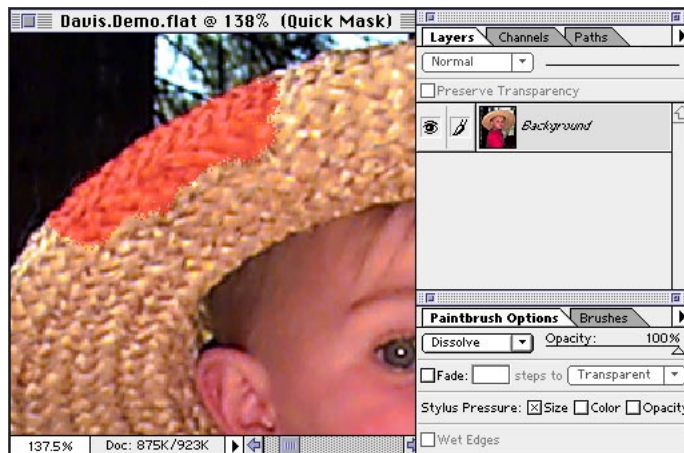 Davis.Demo.flat @ 138% (Quick Mask)
Layers Channels Paths
Normal
Preserve Transparency
Background
Paintbrush Options Brushes
Dissolve Opacity: 100%
Fade: steps to Transparent
Stylus Pressure: Size Color Opacity
Wet Edges
137.5% Doc: 875K/923K